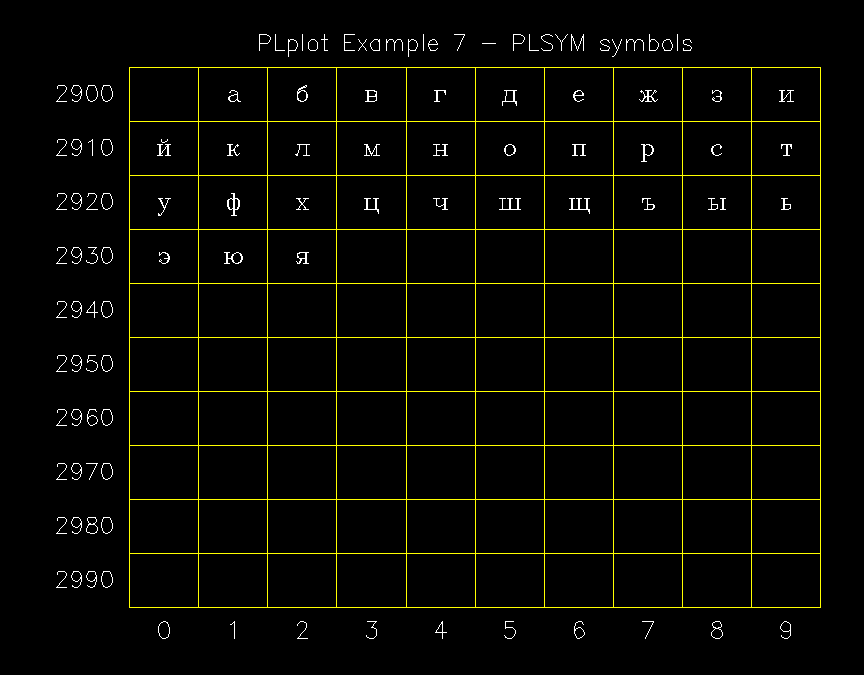 PLplot Example 7 - PLSYM symbols
2900 а б в г д е ж з и
2910 й к л м н о п р с т
2920 у ф х ц ч ш щ ъ ы ь
2930 э ю я
2940
2950
2960
2970
2980
2990
0 1 2 3 4 5 6 7 8 9